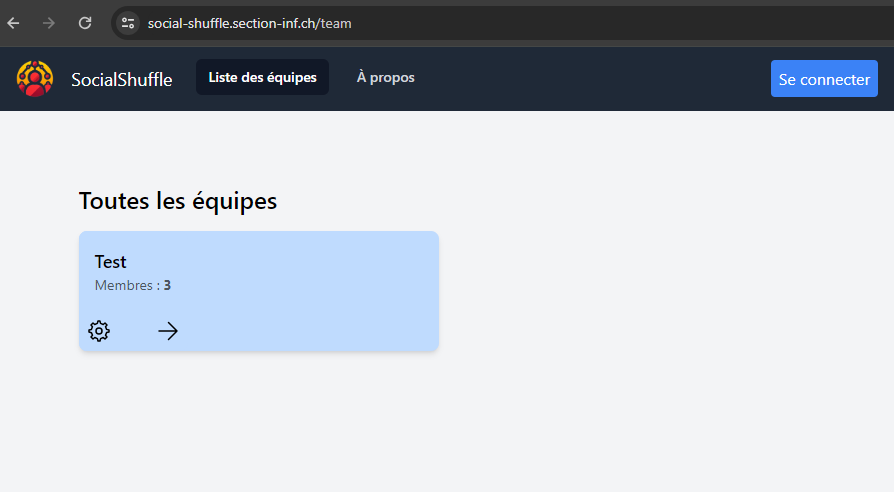 social-shuffle.section-inf.ch/team
SocialShuffle
Liste des équipes
À propos
Se connecter
Toutes les équipes
Test
Membres : 3